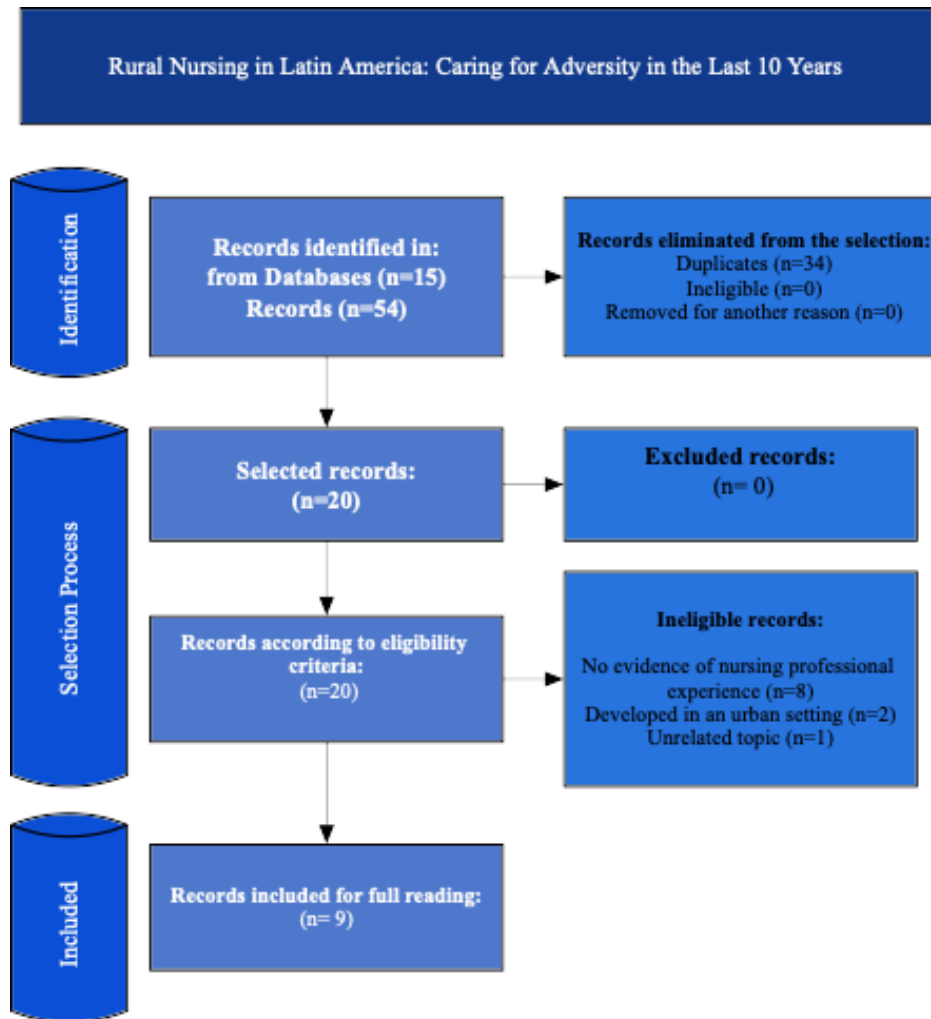 Rural Nursing in Latin America: Caring for Adversity in the Last 10 Years
Identification
Records identified in:
from Databases (n=15)
Records (n=54)
Records eliminated from the selection:
Duplicates (n=34)
Ineligible (n=0)
Removed for another reason (n=0)
Selection Process
Selected records:
(n=20)
Excluded records:
(n= 0)
Records according to eligibility
criteria:
(n=20)
Ineligible records:
No evidence of nursing professional
experience (n=8)
Developed in an urban setting (n=2)
Unrelated topic (n=1)
Included
Records included for full reading:
(n= 9)